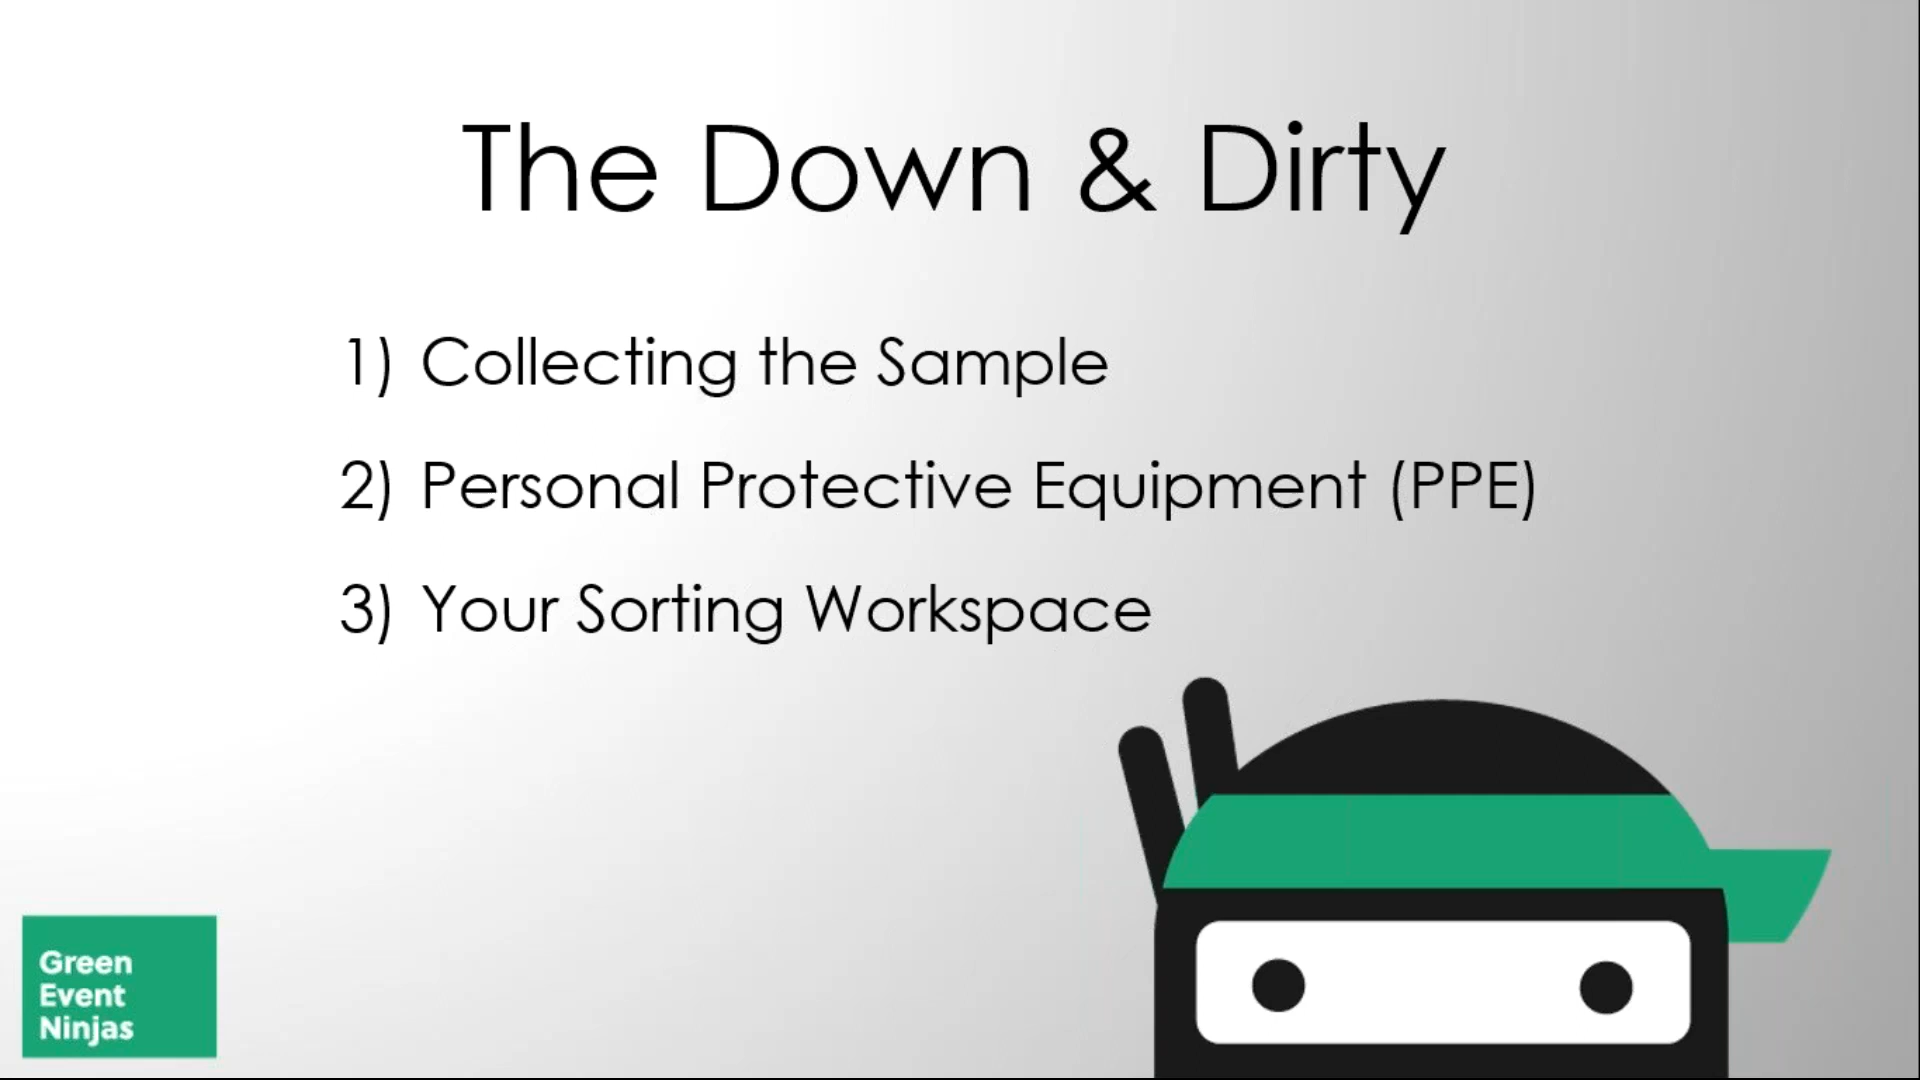 The Down & Dirty
1) Collecting the Sample
2) Personal Protective Equipment (PPE)
3) Your Sorting Workspace
Green
Event
Ninjas